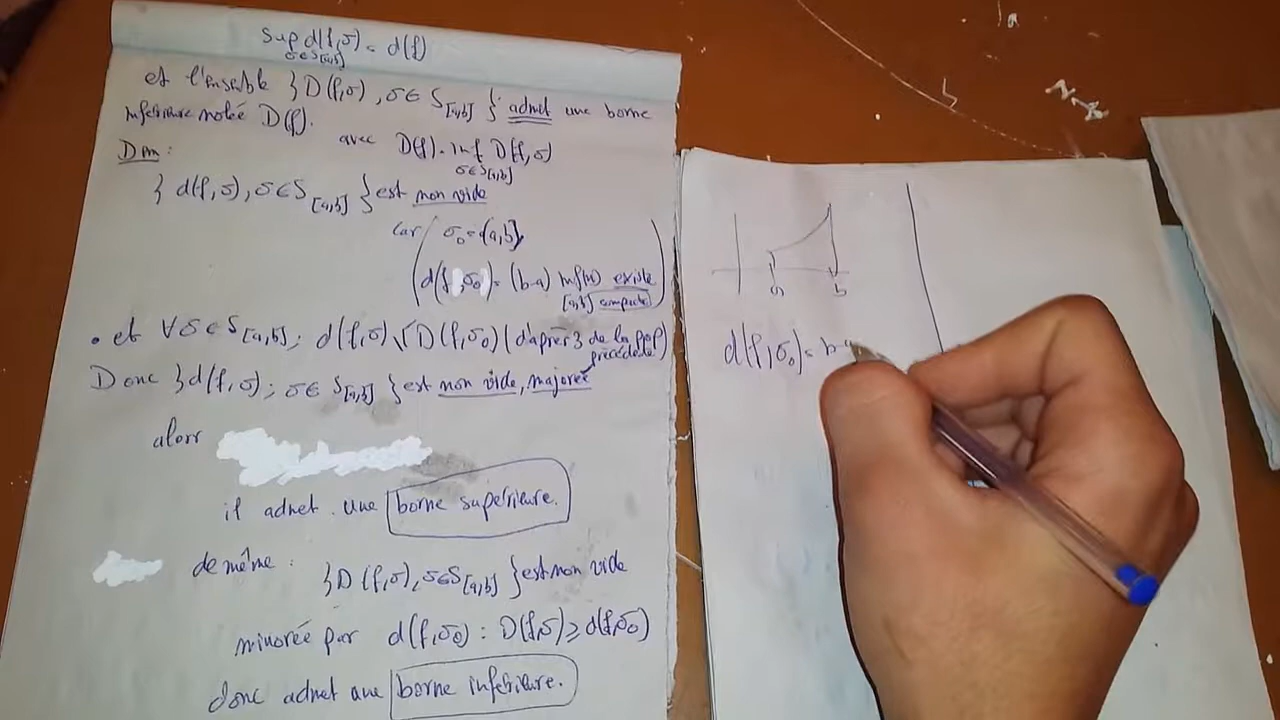 Sup d(f,σ) = d(f)
σ∈S[a,b]
et l'ensble }D(f,σ), σ∈ S[a,b] } admet une borne
Inférieure notée D(f).
avec D(f) = inf D(f,σ)
σ∈S[a,b]
Dm :
} d(f,σ), σ∈S[a,b] } est non vide
car ( σ₀ = {a,b},
d(f,σ₀) = (b-a) inf f(x) existe
[a,b] compacte )
• et ∀σ∈S[a,b] ; d(f,σ) ≤ D(f,σ₀) (d'après 3 de la prop
précédete)
Donc }d(f,σ) ; σ∈ S[a,b] } est non vide, majorée
alors
il admet une borne supérieure.
de même : }D(f,σ), σ∈S[a,b] } est non vide
minorée par d(f,σ₀) : D(f,σ) ≥ d(f,σ₀)
donc admet une borne inférieure.
a b
d(f,σ₀) = b-a